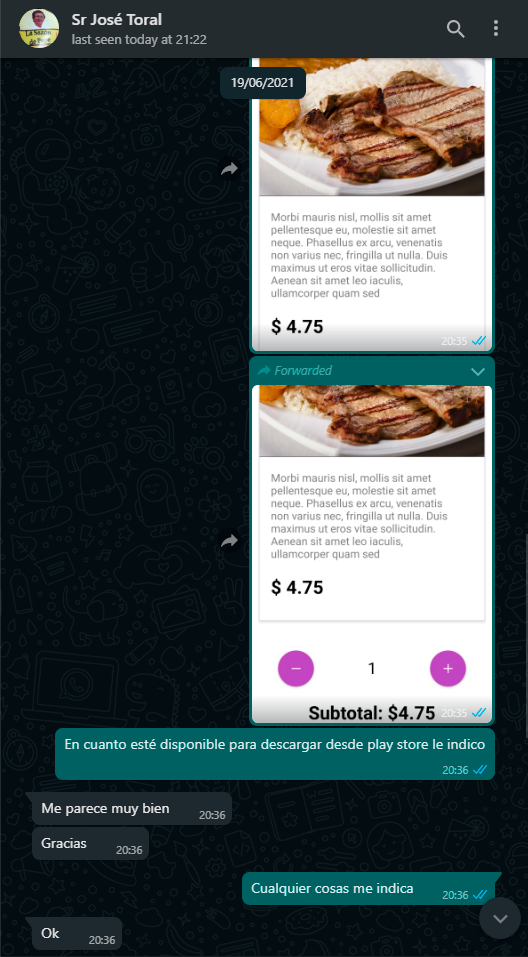 Sr José Toral
last seen today at 21:22
La Sazón
de Pepe
19/06/2021
Morbi mauris nisl, mollis sit amet
pellentesque eu, molestie sit amet
neque. Phasellus ex arcu, venenatis
non varius nec, fringilla ut nulla. Duis
maximus ut eros vitae sollicitudin.
Aenean sit amet leo iaculis,
ullamcorper quam sed
$ 4.75
20:35
Forwarded
Morbi mauris nisl, mollis sit amet
pellentesque eu, molestie sit amet
neque. Phasellus ex arcu, venenatis
non varius nec, fringilla ut nulla. Duis
maximus ut eros vitae sollicitudin.
Aenean sit amet leo iaculis,
ullamcorper quam sed
$ 4.75
1
Subtotal: $4.75 20:35
En cuanto esté disponible para descargar desde play store le indico
20:36
Me parece muy bien 20:36
Gracias 20:36
Cualquier cosas me indica 20:36
Ok 20:36